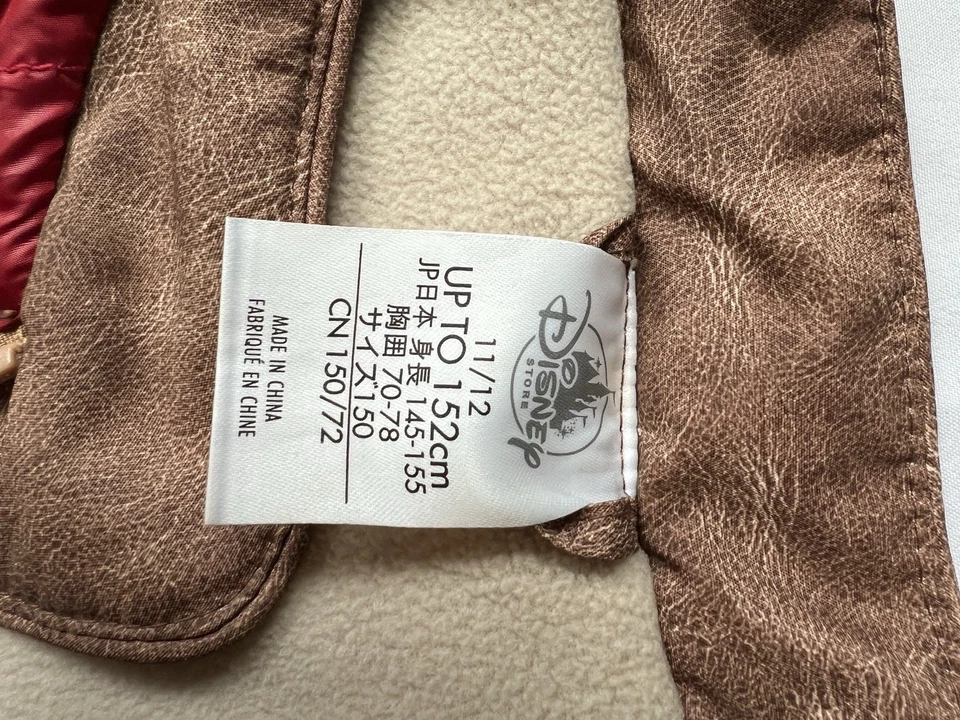 Disney
STORE
11/12
UP TO 152cm
JP日本 身長 145-155
胸囲 70-78
サイズ150
CN 150/72
MADE IN CHINA
FABRIQUÉ EN CHINE